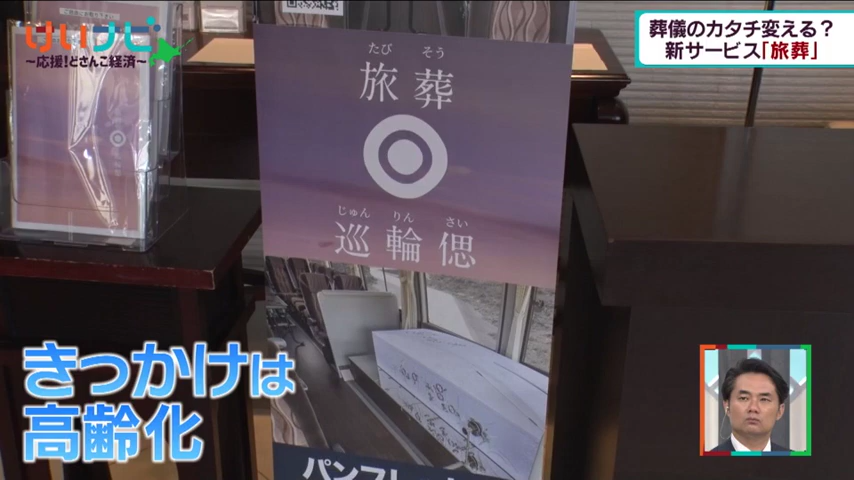 けいナビ
～応援!どさんこ経済～
葬儀のカタチ変える?
新サービス「旅葬」
たび そう
旅葬
じゅん りん さい
巡輪偲
きっかけは
高齢化
パンフレ